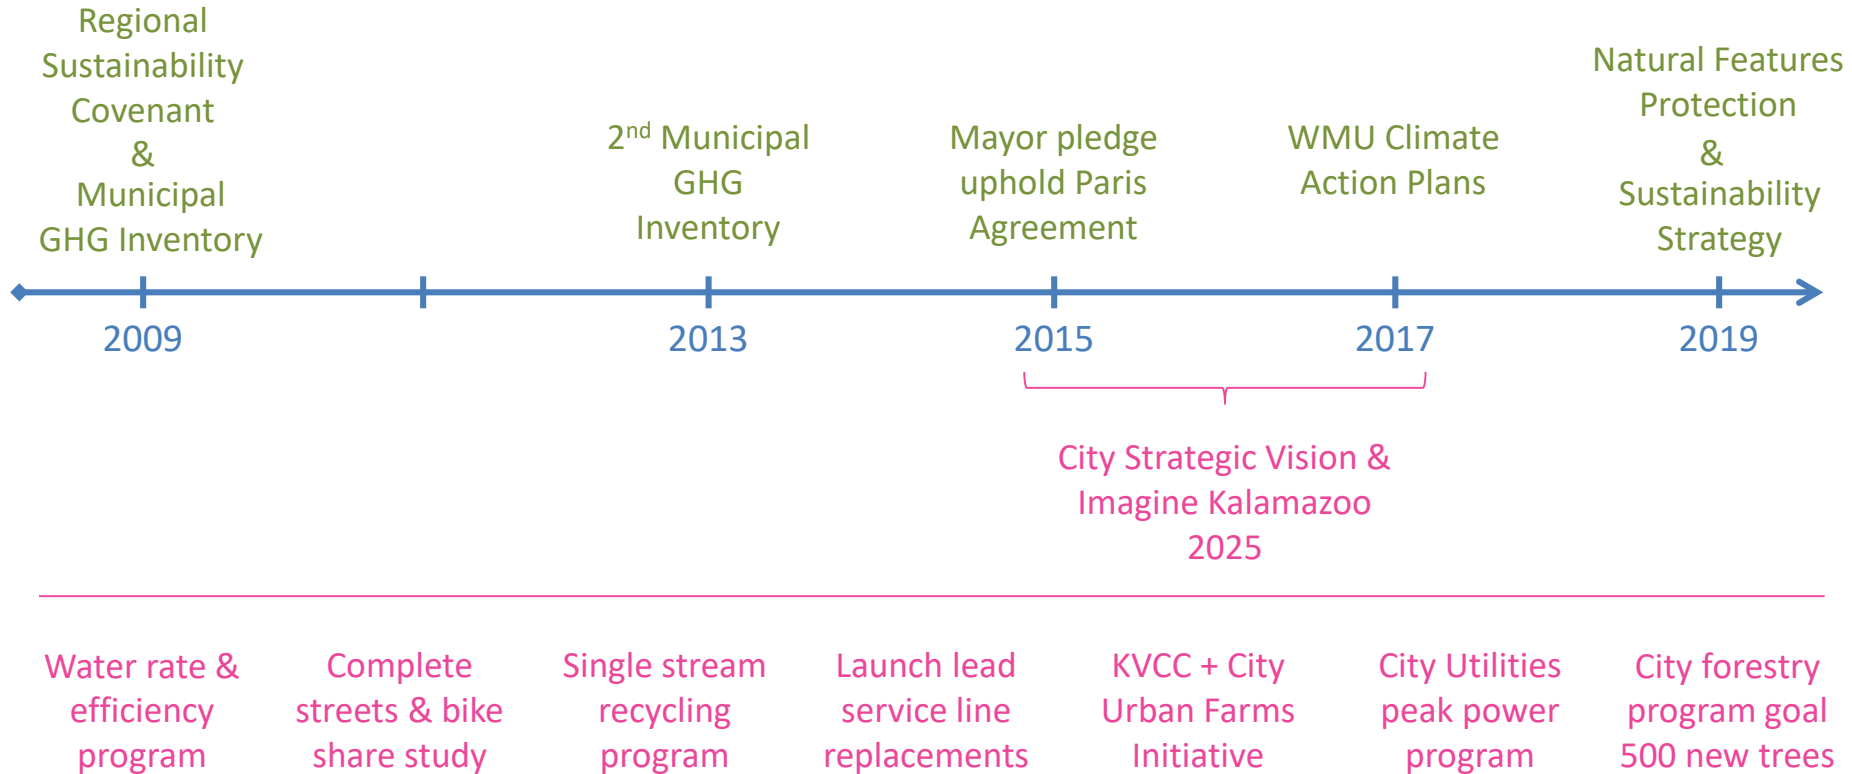 Regional
Sustainability
Covenant
&
Municipal
GHG Inventory
2nd Municipal
GHG
Inventory
Mayor pledge
uphold Paris
Agreement
WMU Climate
Action Plans
Natural Features
Protection
&
Sustainability
Strategy
2009
2013
2015
2017
2019
City Strategic Vision &
Imagine Kalamazoo
2025
Water rate &
efficiency
program
Complete
streets & bike
share study
Single stream
recycling
program
Launch lead
service line
replacements
KVCC + City
Urban Farms
Initiative
City Utilities
peak power
program
City forestry
program goal
500 new trees